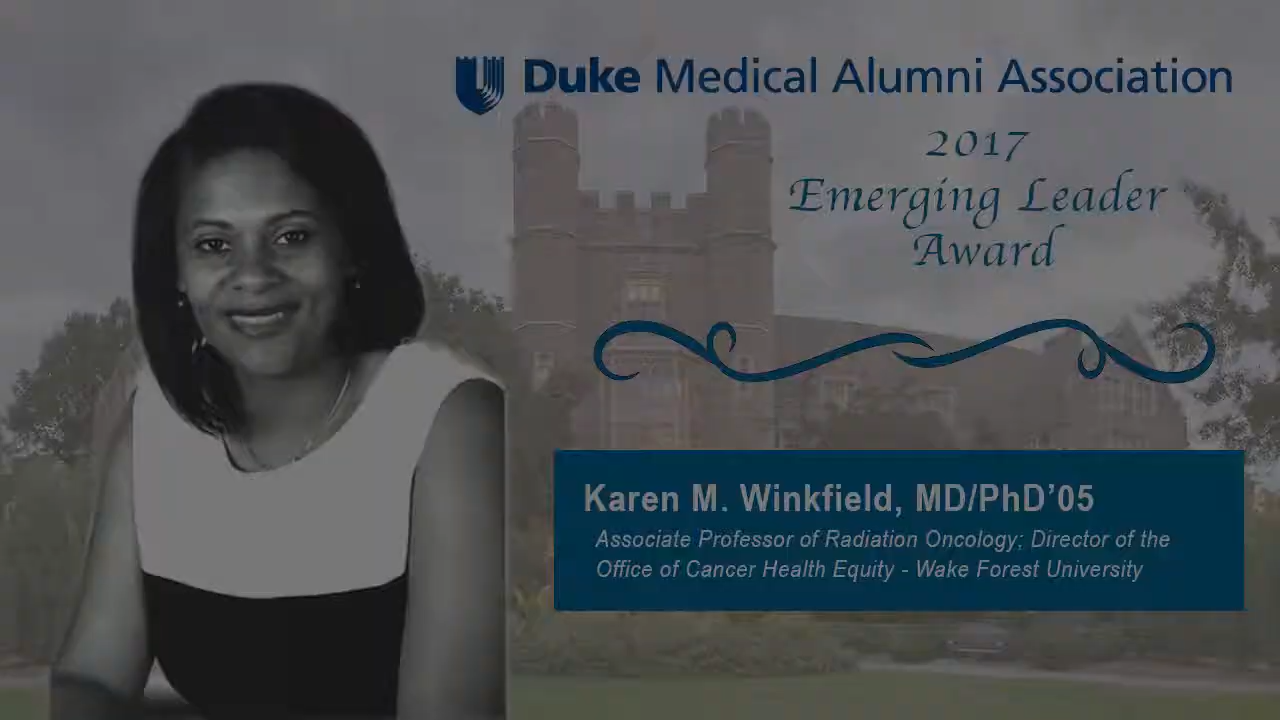 Duke Medical Alumni Association
2017
Emerging Leader
Award
Karen M. Winkfield, MD/PhD’05
Associate Professor of Radiation Oncology; Director of the
Office of Cancer Health Equity - Wake Forest University